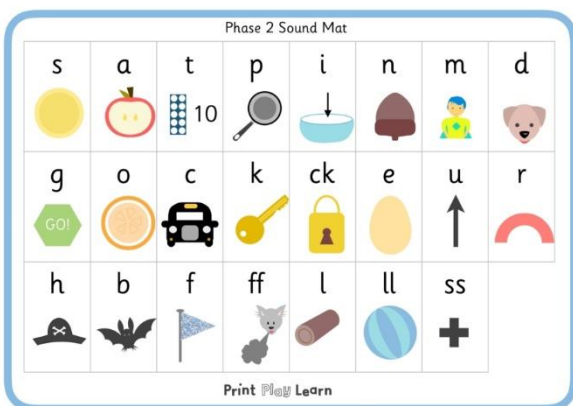 Phase 2 Sound Mat
s a t p i n m d
10
g o c k ck e u r
GO!
h b f ff l ll ss
Print Play Learn